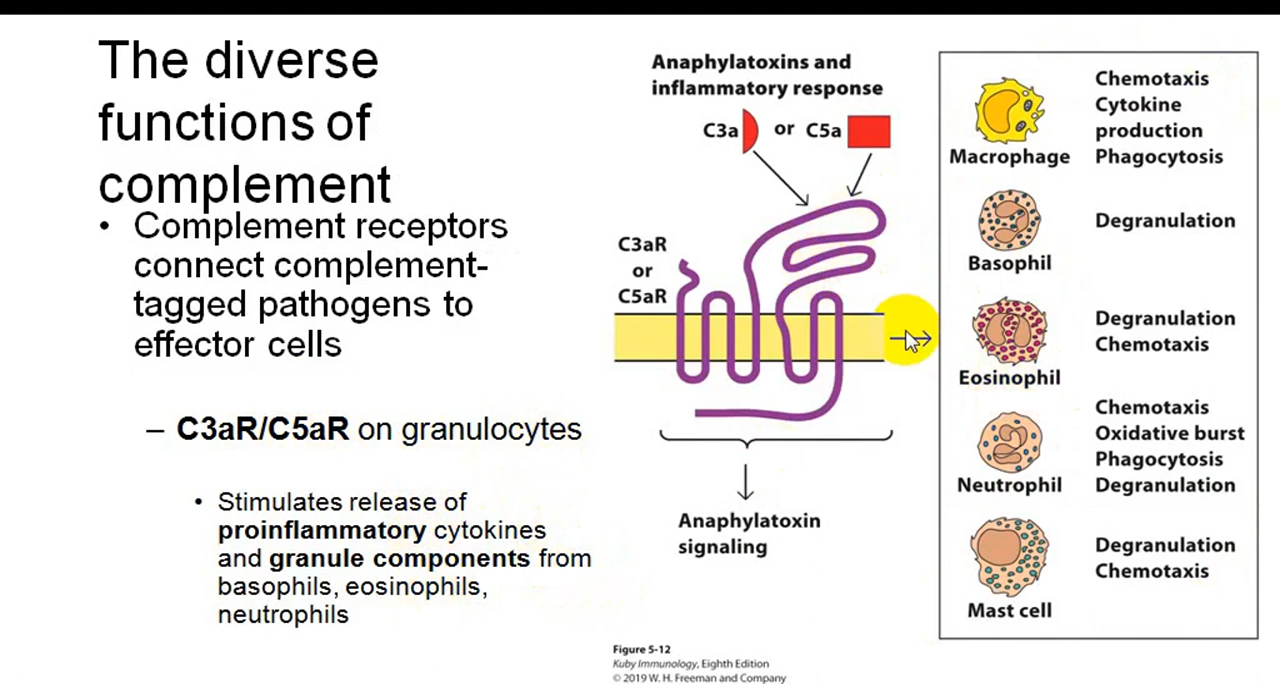 The diverse
functions of
complement
• Complement receptors
connect complement-
tagged pathogens to
effector cells
– C3aR/C5aR on granulocytes
• Stimulates release of
proinflammatory cytokines
and granule components from
basophils, eosinophils,
neutrophils
Anaphylatoxins and
inflammatory response
C3a or C5a
C3aR
or
C5aR
Anaphylatoxin
signaling
Macrophage
Chemotaxis
Cytokine
production
Phagocytosis
Basophil
Degranulation
Eosinophil
Degranulation
Chemotaxis
Neutrophil
Chemotaxis
Oxidative burst
Phagocytosis
Degranulation
Mast cell
Degranulation
Chemotaxis
Figure 5-12
Kuby Immunology, Eighth Edition
© 2019 W. H. Freeman and Company